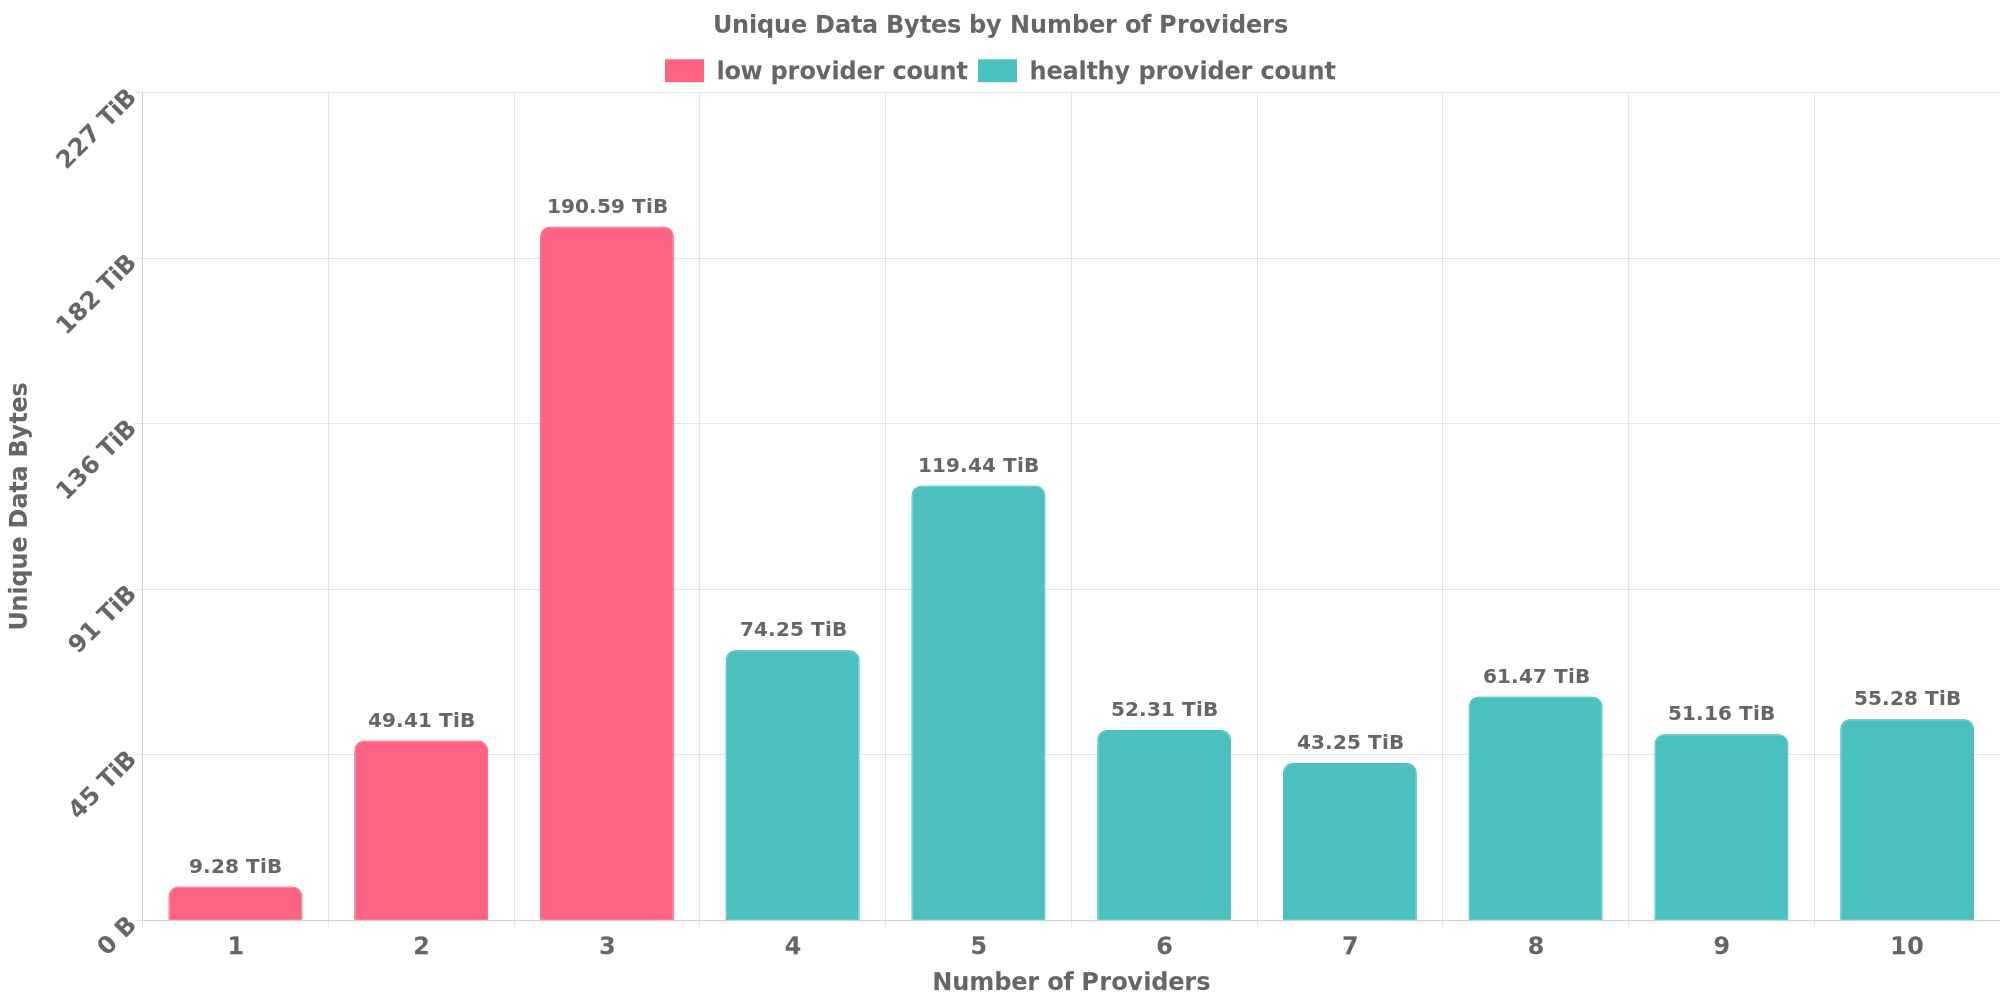 Unique Data Bytes by Number of Providers
low provider count healthy provider count
Unique Data Bytes
227 TiB
182 TiB
136 TiB
91 TiB
45 TiB
0 B
9.28 TiB
49.41 TiB
190.59 TiB
74.25 TiB
119.44 TiB
52.31 TiB
43.25 TiB
61.47 TiB
51.16 TiB
55.28 TiB
1 2 3 4 5 6 7 8 9 10
Number of Providers